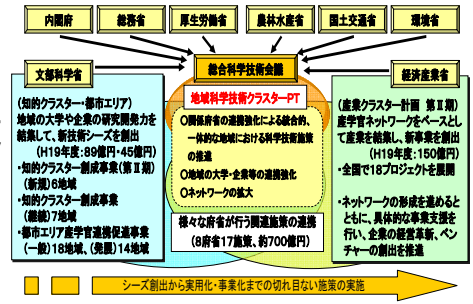 内閣府
総務省
厚生労働省
農林水産省
国土交通省
環境省
文部科学省
総合科学技術会議
経済産業省
(知的クラスター・都市エリア)
地域の大学や企業の研究開発力を
結集して、新技術シーズを創出
(H19年度:89億円・45億円)
・知的クラスター創成事業(第Ⅱ期)
(新規)6地域
・知的クラスター創成事業
(継続)7地域
・都市エリア産学官連携促進事業
(一般)18地域、(発展)14地域
地域科学技術クラスターPT
○関係府省の連携強化による統合的、
一体的な地域における科学技術施策
の推進
○地域の大学・企業等の連携強化
○ネットワークの拡大
様々な府省が行う関連施策の連携
(8府省17施策、約700億円)
(産業クラスター計画 第Ⅱ期)
産学官ネットワークをベースとし
て産業を結集し、新事業を創出
(H19年度:150億円)
・全国で18プロジェクトを展開
・ネットワークの形成を進めると
ともに、具体的な事業支援を
行い、企業の経営革新、ベン
チャーの創出を推進
シーズ創出から実用化・事業化までの切れ目ない施策の実施